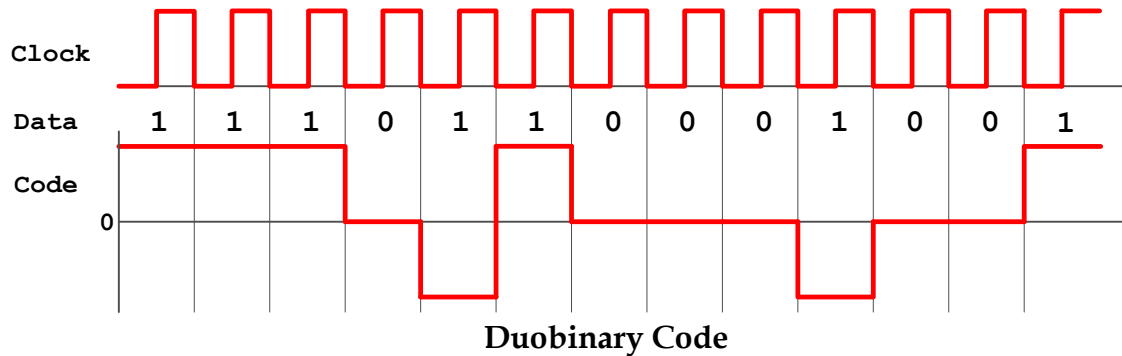 Clock
Data 1 1 1 0 1 1 0 0 0 1 0 0 1
Code
0
Duobinary Code